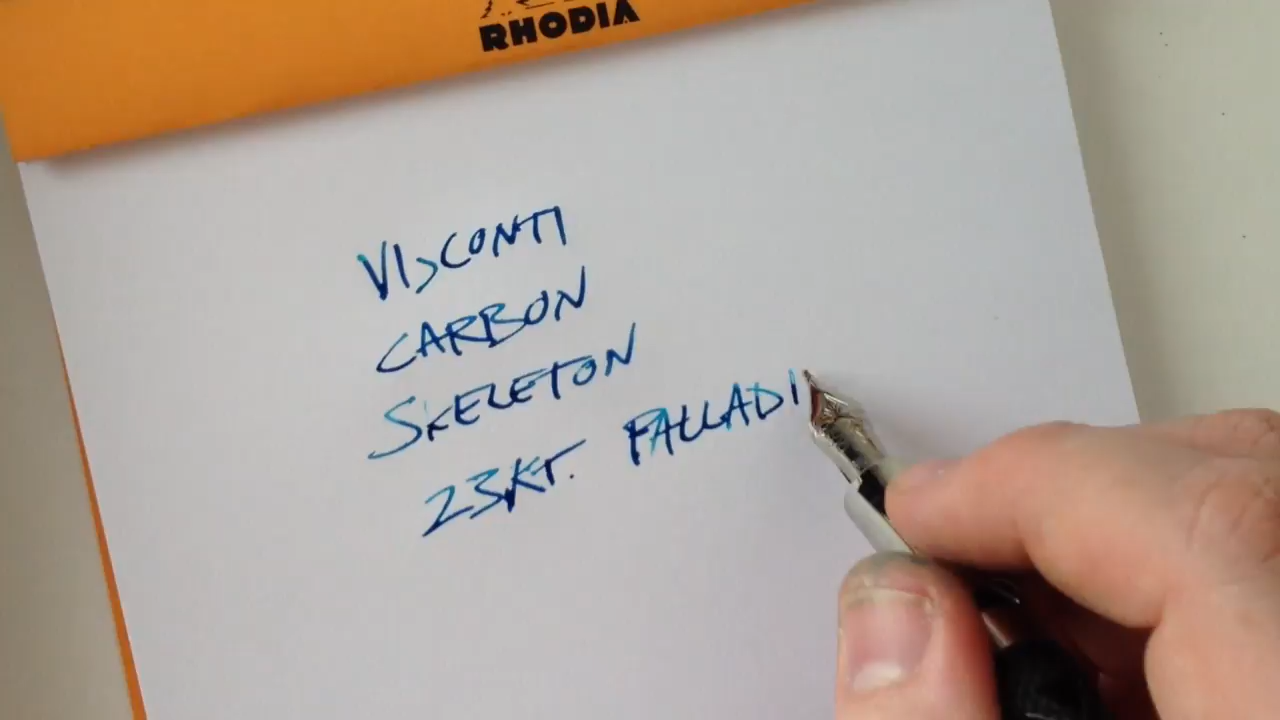 RHODIA
VISCONTI
CARBON
SKELETON
23KT. PALLADI